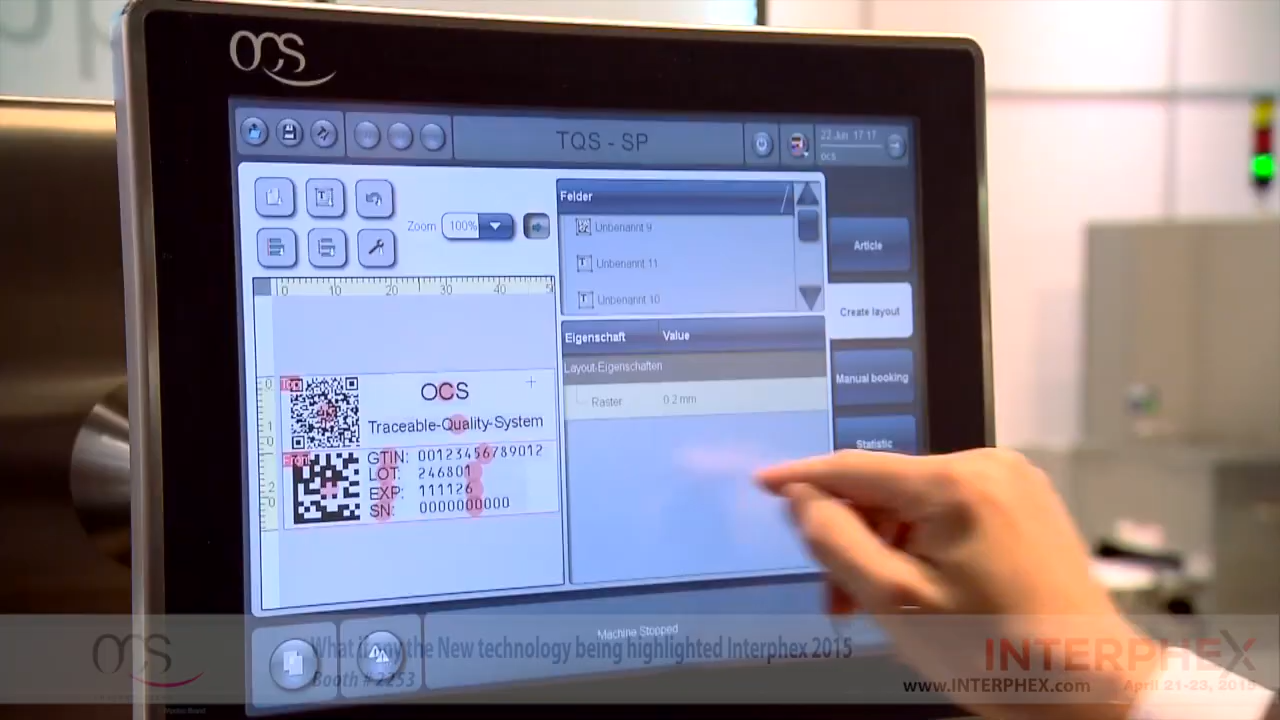 OCS
TQS - SP
22 Jun 17:17
ocs
Zoom
100%
Felder
Unbenannt 9
Unbenannt 11
Unbenannt 10
Article
Create layout
Manual booking
Statistic
Eigenschaft Value
Layout-Eigenschaften
Raster 0.2 mm
0 10 20 30 40
Top
OCS
Traceable-Quality-System
Front
GTIN: 00123456789012
LOT: 246801
EXP: 111126
SN: 0000000000
Machine Stopped
OCS
the New technology being highlighted Interphex 2015
Booth # 2253
INTERPHEX
www.INTERPHEX.com April 21-23, 2015